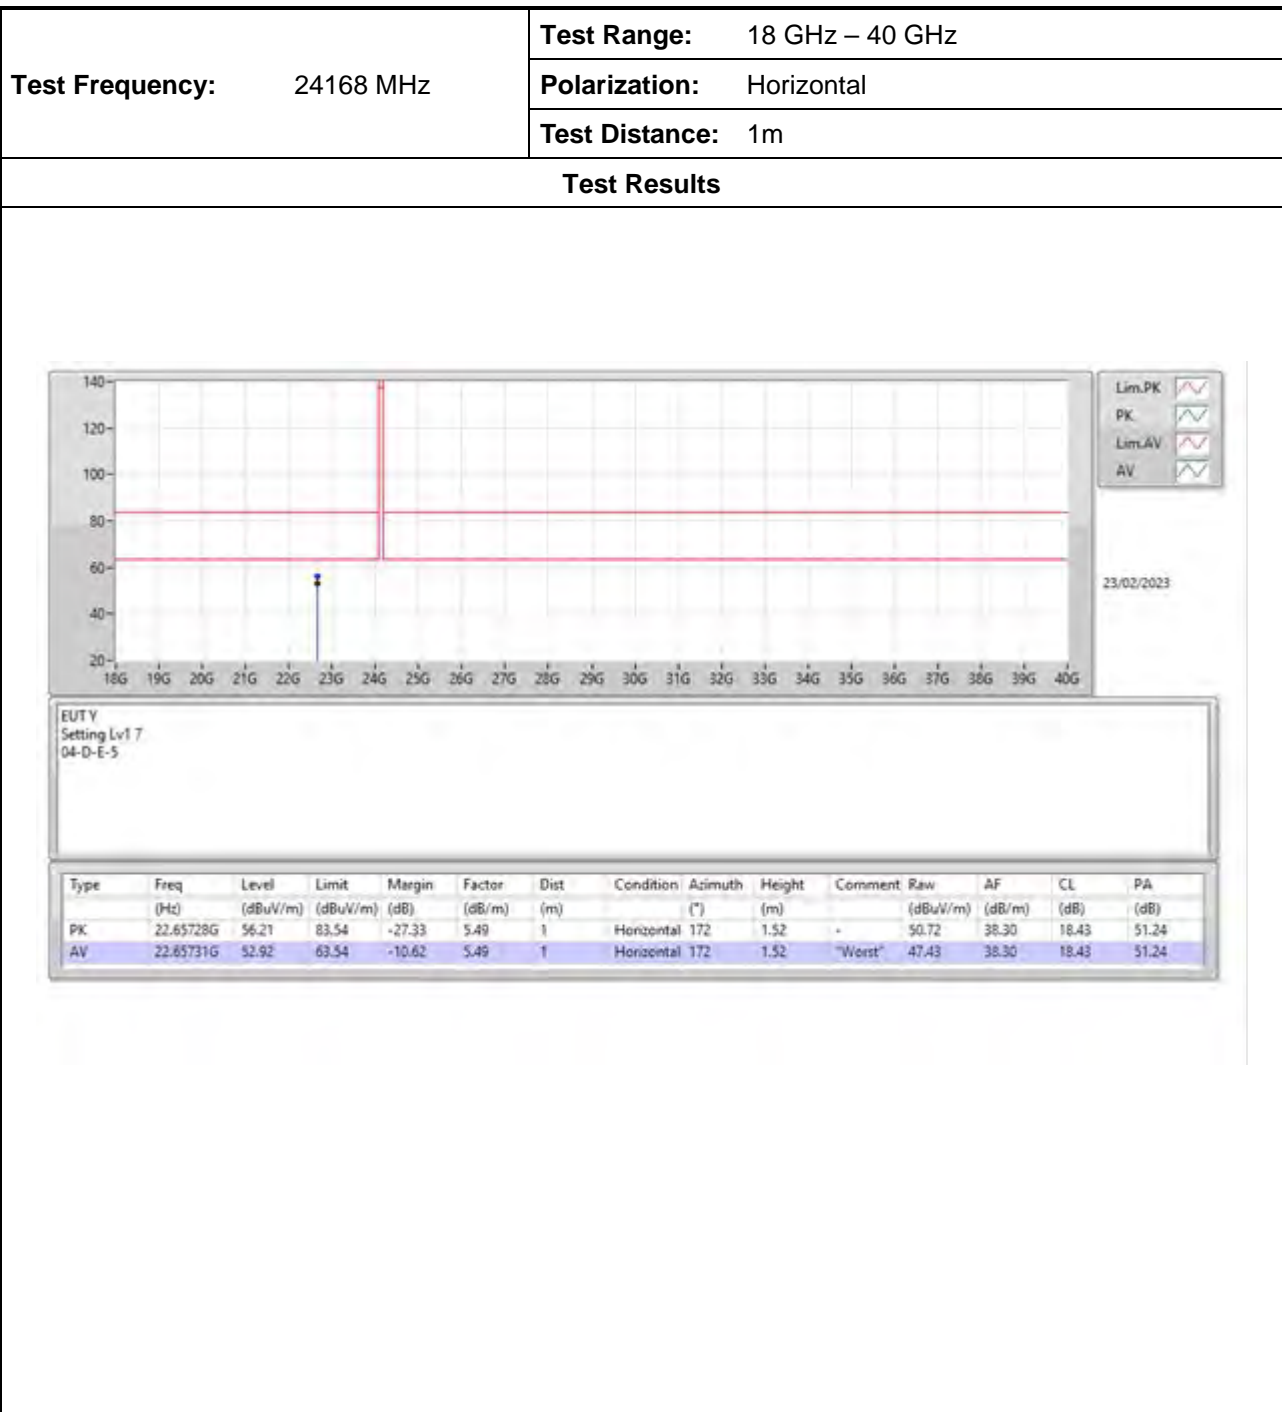 Test Frequency: 24168 MHz
Test Range: 18 GHz – 40 GHz
Polarization: Horizontal
Test Distance: 1m
Test Results
140
120
100
80
60
40
20
18G 19G 20G 21G 22G 23G 24G 25G 26G 27G 28G 29G 30G 31G 32G 33G 34G 35G 36G 37G 38G 39G 40G
Lim.PK
PK
Lim.AV
AV
23/02/2023
EUT Y
Setting Lv1 7
04-D-E-5
Type Freq Level Limit Margin Factor Dist Condition Azimuth Height Comment Raw AF CL PA
(Hz) (dBuV/m) (dBuV/m) (dB) (dB/m) (m) (°) (m) (dBuV/m) (dB/m) (dB) (dB)
PK 22.65728G 56.21 83.54 -27.33 5.49 1 Horizontal 172 1.52 - 50.72 38.30 18.43 51.24
AV 22.65731G 52.92 63.54 -10.62 5.49 1 Horizontal 172 1.52 "Worst" 47.43 38.30 18.43 51.24